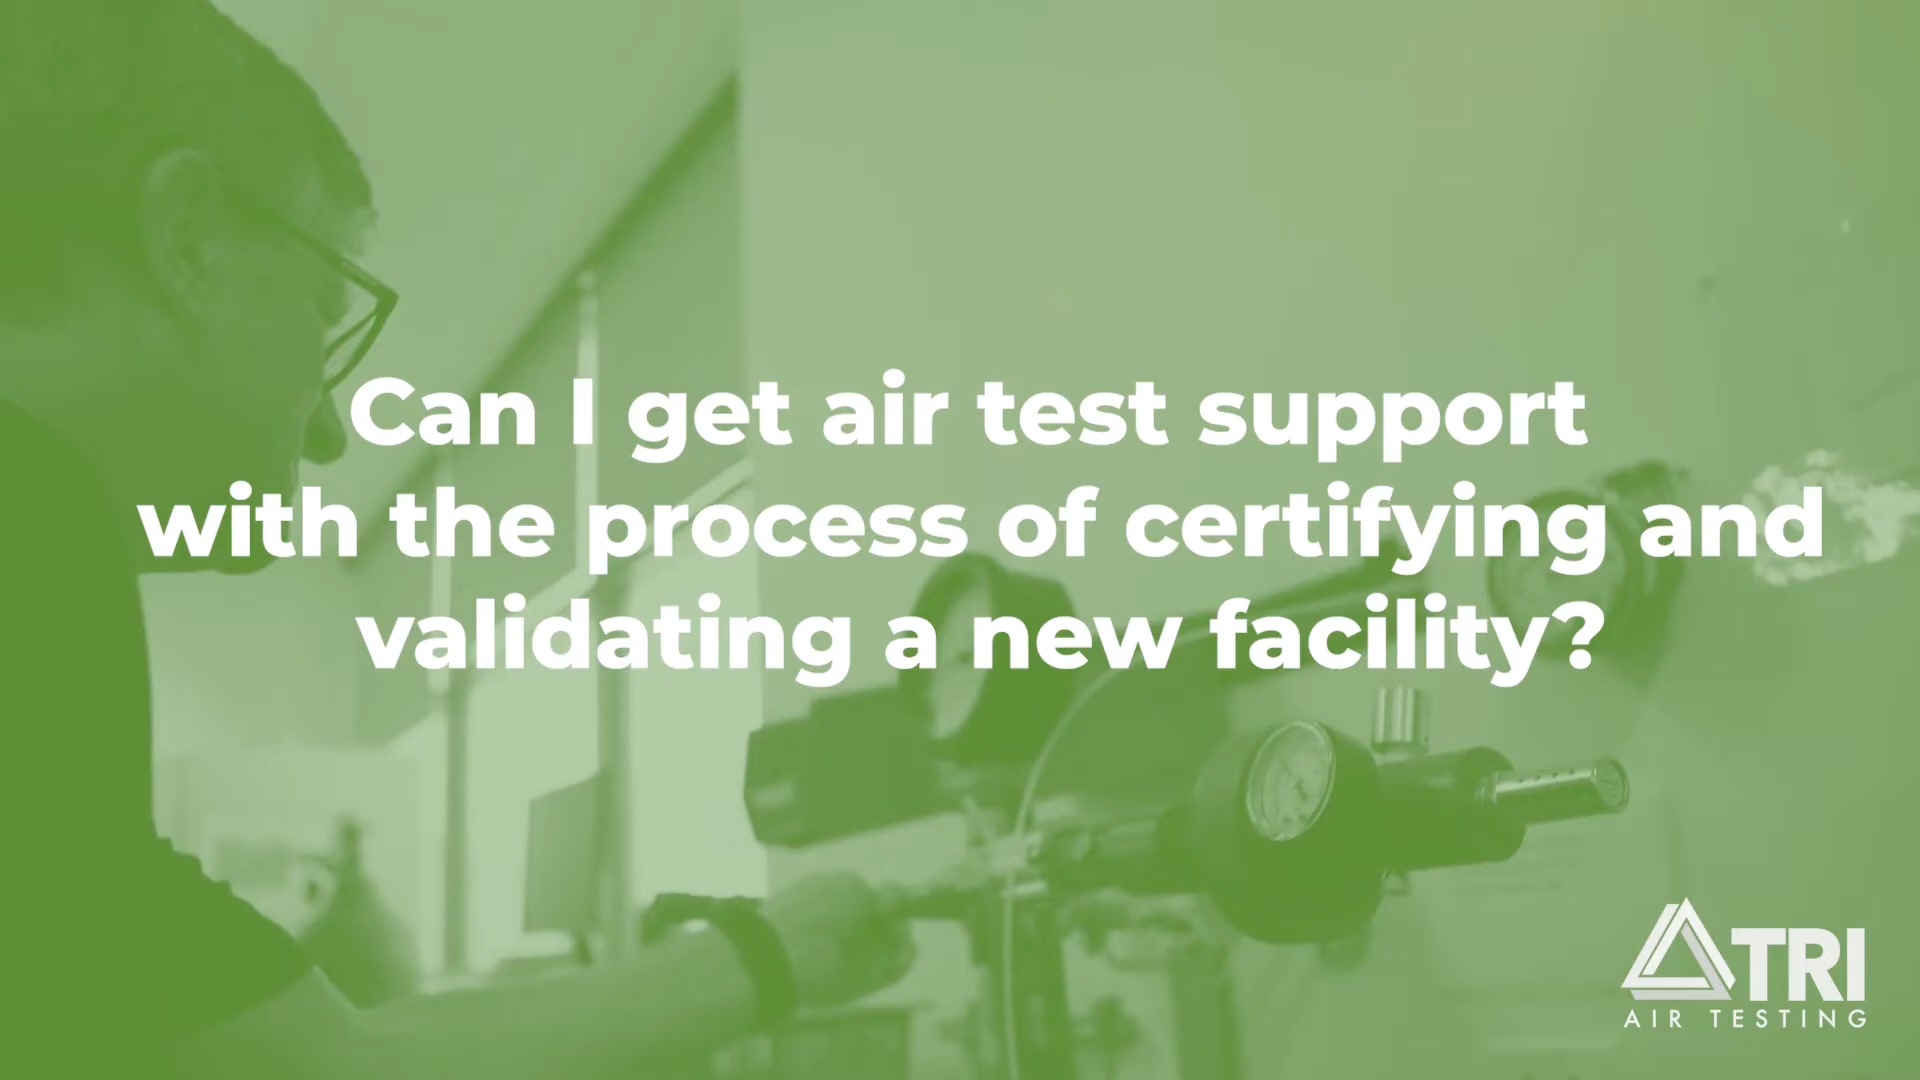 Can I get air test support
with the process of certifying and
validating a new facility?
TRI
AIR TESTING